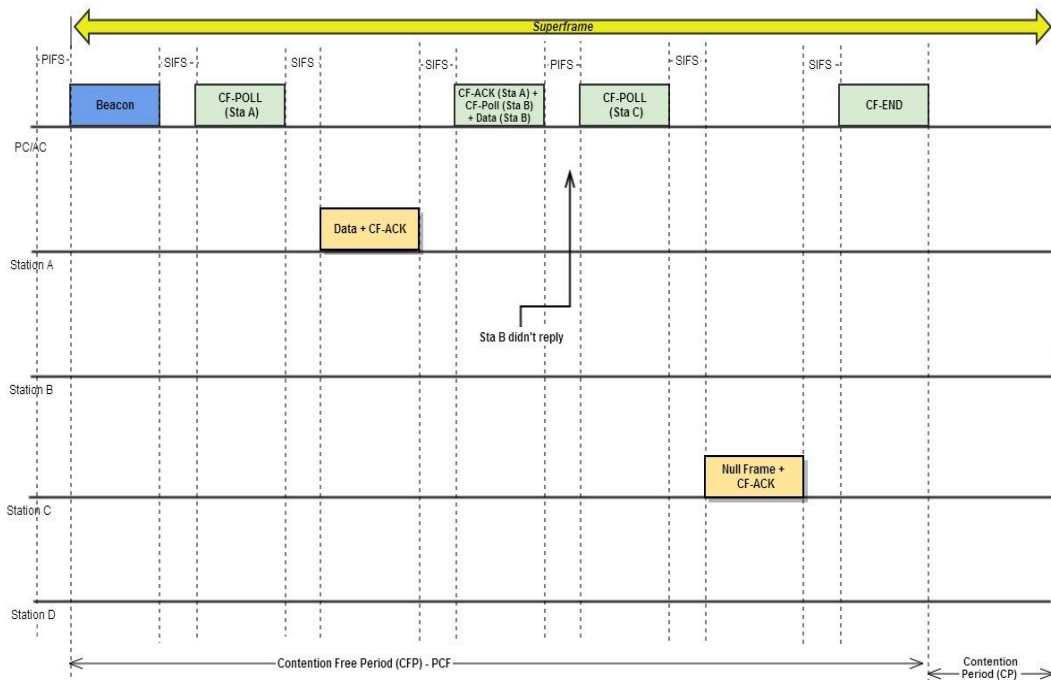 Superframe
PIFS
SIFS
SIFS
SIFS
PIFS
SIFS
SIFS
Beacon
CF-POLL
(Sta A)
CF-ACK (Sta A) +
CF-Poll (Sta B)
+ Data (Sta B)
CF-POLL
(Sta C)
CF-END
PC/AC
Data + CF-ACK
Station A
Sta B didn't reply
Station B
Null Frame +
CF-ACK
Station C
Station D
Contention Free Period (CFP) - PCF
Contention
Period (CP)